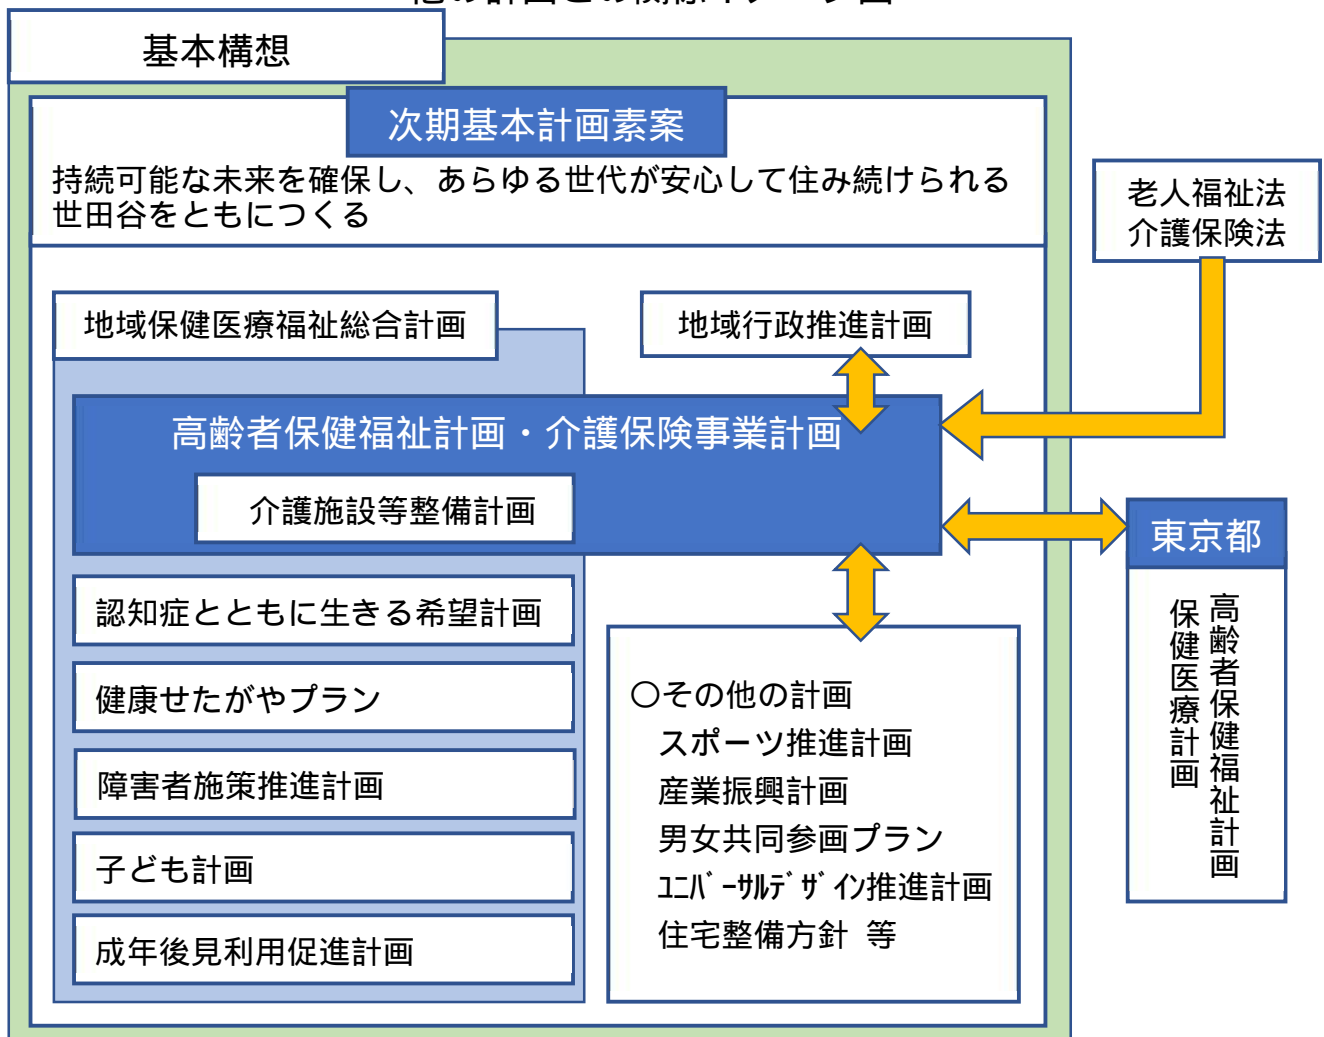 基本構想
次期基本計画素案
持続可能な未来を確保し、あらゆる世代が安心して住み続けられる
世田谷をともにつくる
老人福祉法
介護保険法
地域保健医療福祉総合計画
地域行政推進計画
高齢者保健福祉計画・介護保険事業計画
介護施設等整備計画
認知症とともに生きる希望計画
健康せたがやプラン
障害者施策推進計画
子ども計画
成年後見利用促進計画
〇その他の計画
スポーツ推進計画
産業振興計画
男女共同参画プラン
ﾕﾆﾊﾞｰｻﾙﾃﾞｻﾞｲﾝ推進計画
住宅整備方針 等
東京都
高齢者保健福祉計画
保健医療計画